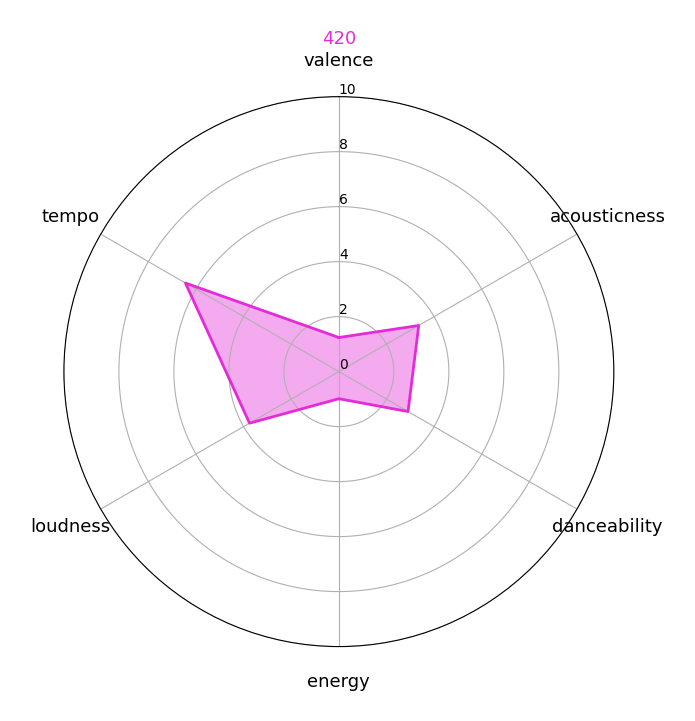 420
valence
10
8
6
4
2
0
tempo
acousticness
loudness
danceability
energy